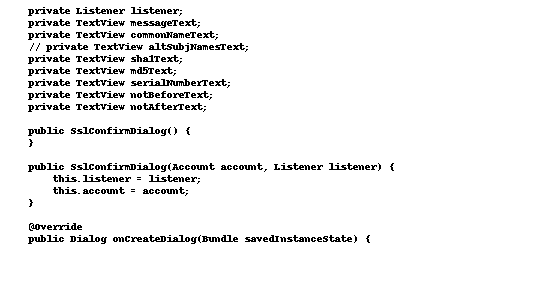 private Listener listener;
private TextView messageText;
private TextView commonNameText;
// private TextView altSubjNamesText;
private TextView sha1Text;
private TextView md5Text;
private TextView serialNumberText;
private TextView notBeforeText;
private TextView notAfterText;
public SslConfirmDialog() {
}
public SslConfirmDialog(Account account, Listener listener) {
this.listener = listener;
this.account = account;
}
@Override
public Dialog onCreateDialog(Bundle savedInstanceState) {